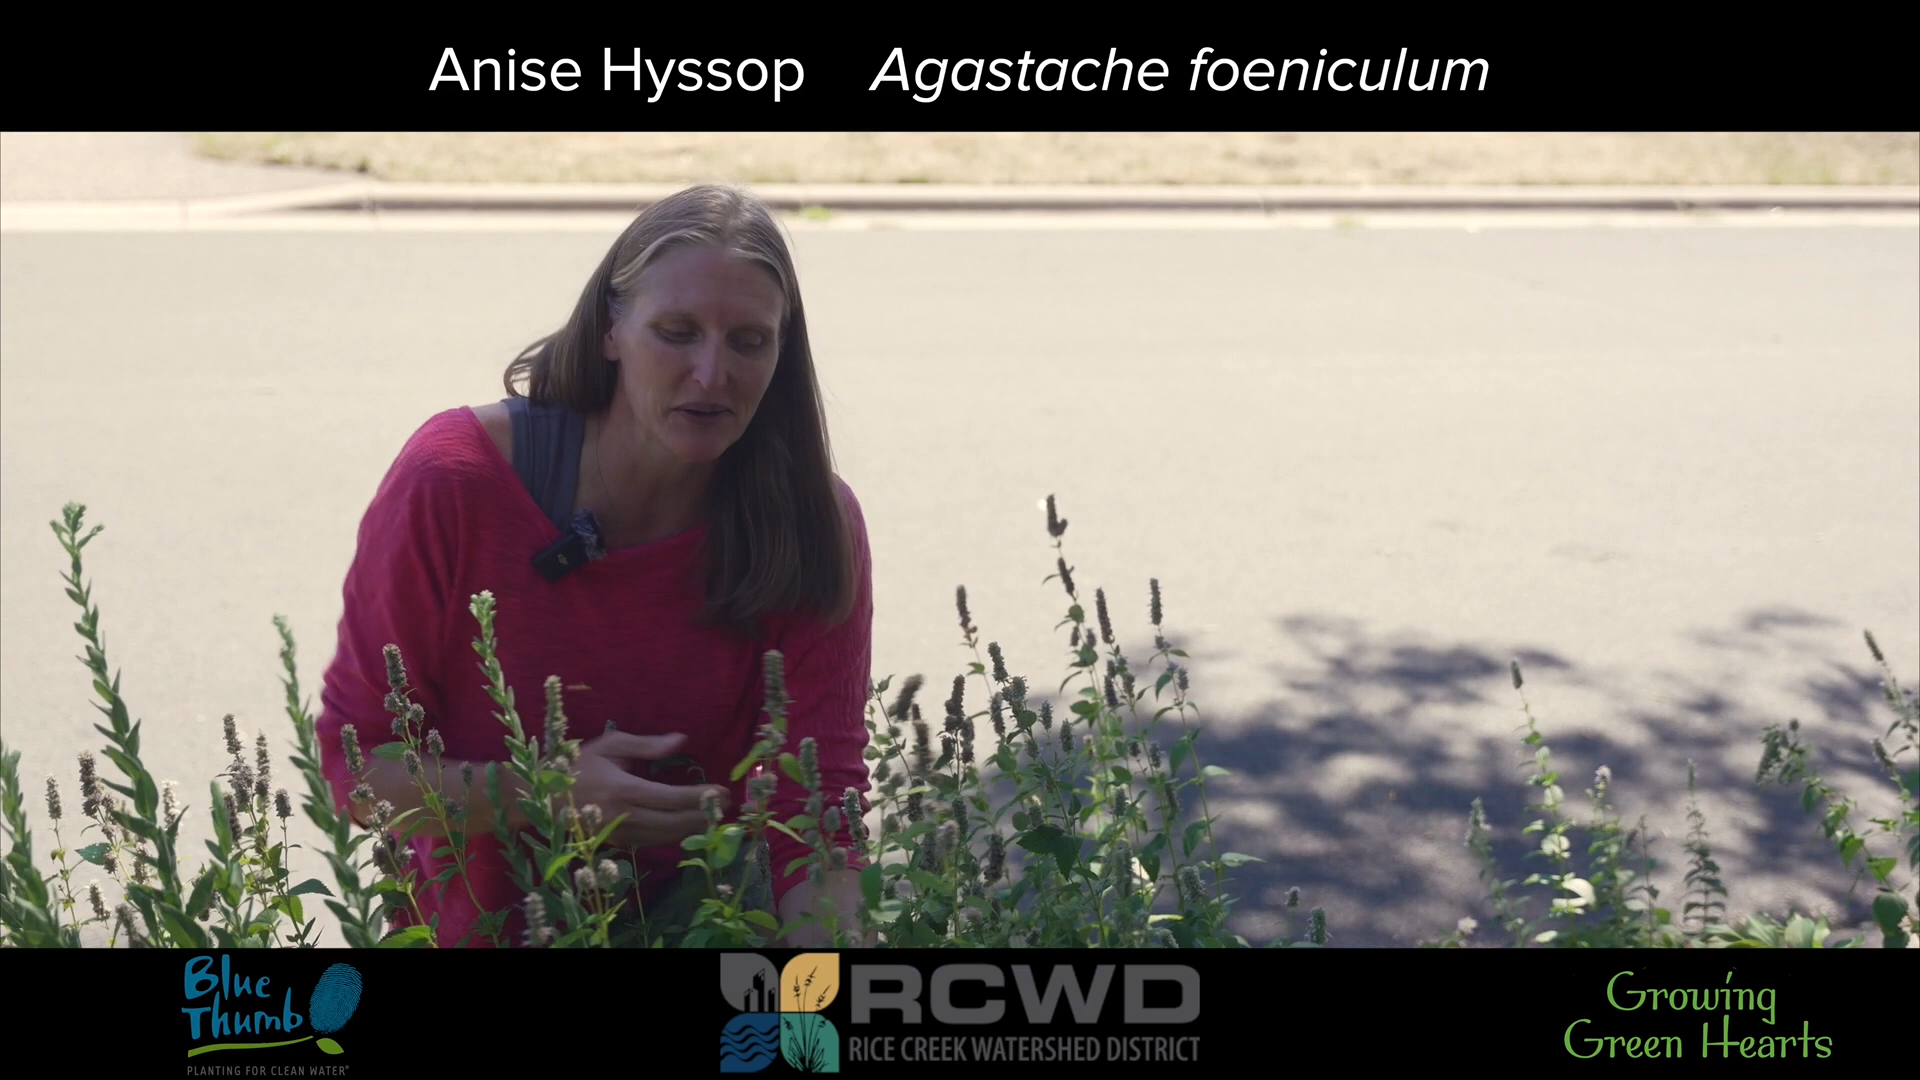 Anise Hyssop Agastache foeniculum
Blue
Thumb
PLANTING FOR CLEAN WATER®
RCWD
RICE CREEK WATERSHED DISTRICT
Growing
Green Hearts